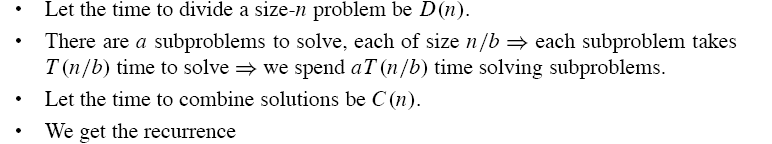 • Let the time to divide a size-n problem be D(n).
• There are a subproblems to solve, each of size n/b ⇒ each subproblem takes
T(n/b) time to solve ⇒ we spend aT(n/b) time solving subproblems.
• Let the time to combine solutions be C(n).
• We get the recurrence